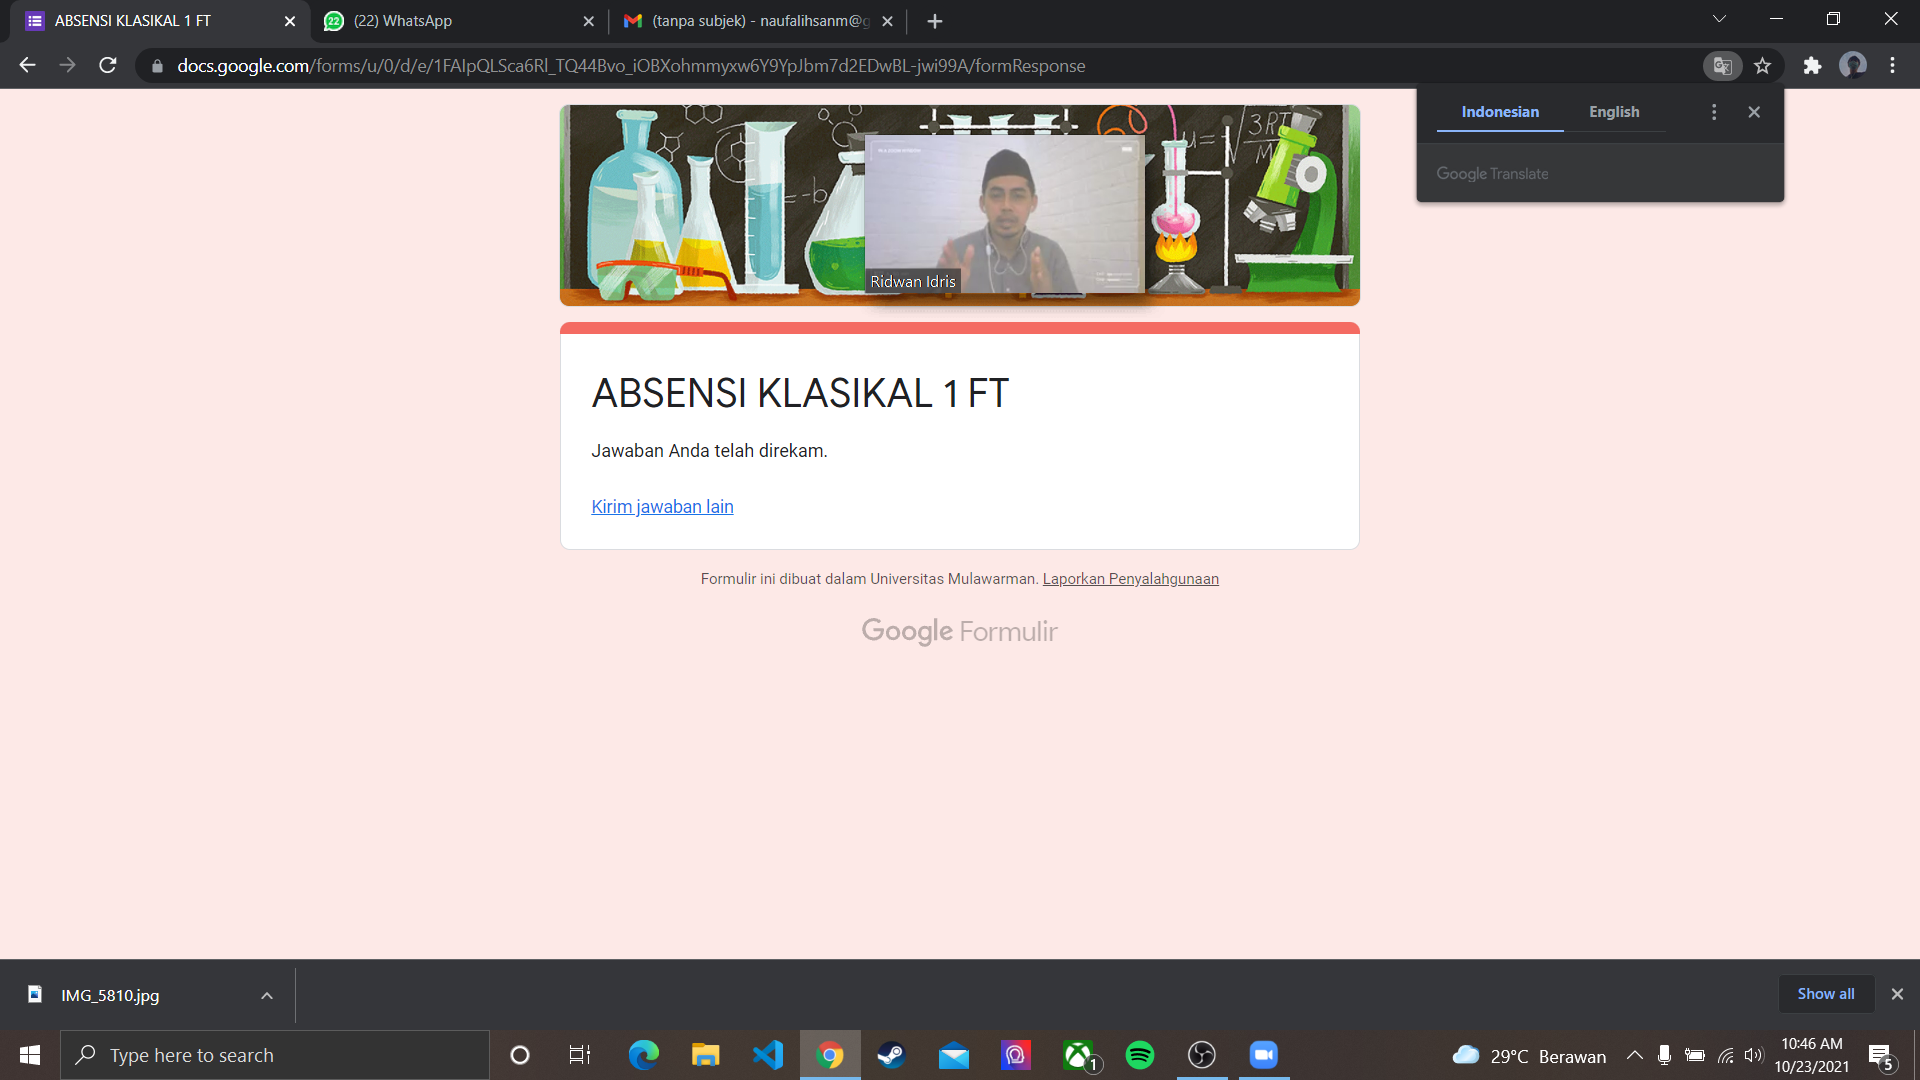 ABSENSI KLASIKAL 1 FT
(22) WhatsApp
(tanpa subjek) - naufalihsanm@g
docs.google.com/forms/u/0/d/e/1FAIpQLSca6Rl_TQ44Bvo_iOBXohmmyxw6Y9YpJbm7d2EDwBL-jwi99A/formResponse
Indonesian English
Google Translate
3RT
M
u=
=-b
Ridwan Idris
ABSENSI KLASIKAL 1 FT
Jawaban Anda telah direkam.
Kirim jawaban lain
Formulir ini dibuat dalam Universitas Mulawarman. Laporkan Penyalahgunaan
Google Formulir
IMG_5810.jpg
Show all
Type here to search
1
29°C Berawan
10:46 AM
10/23/2021
5